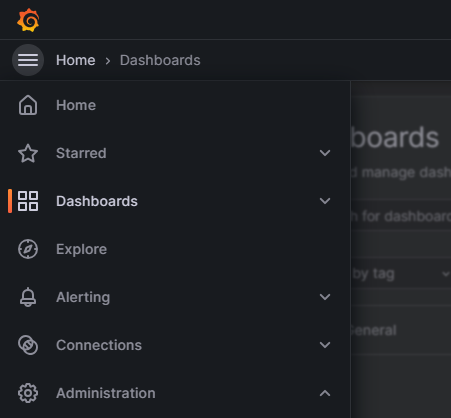 Home › Dashboards
Home
Starred
Dashboards
Explore
Alerting
Connections
Administration
boards
d manage dash
h for dashboard
by tag
General